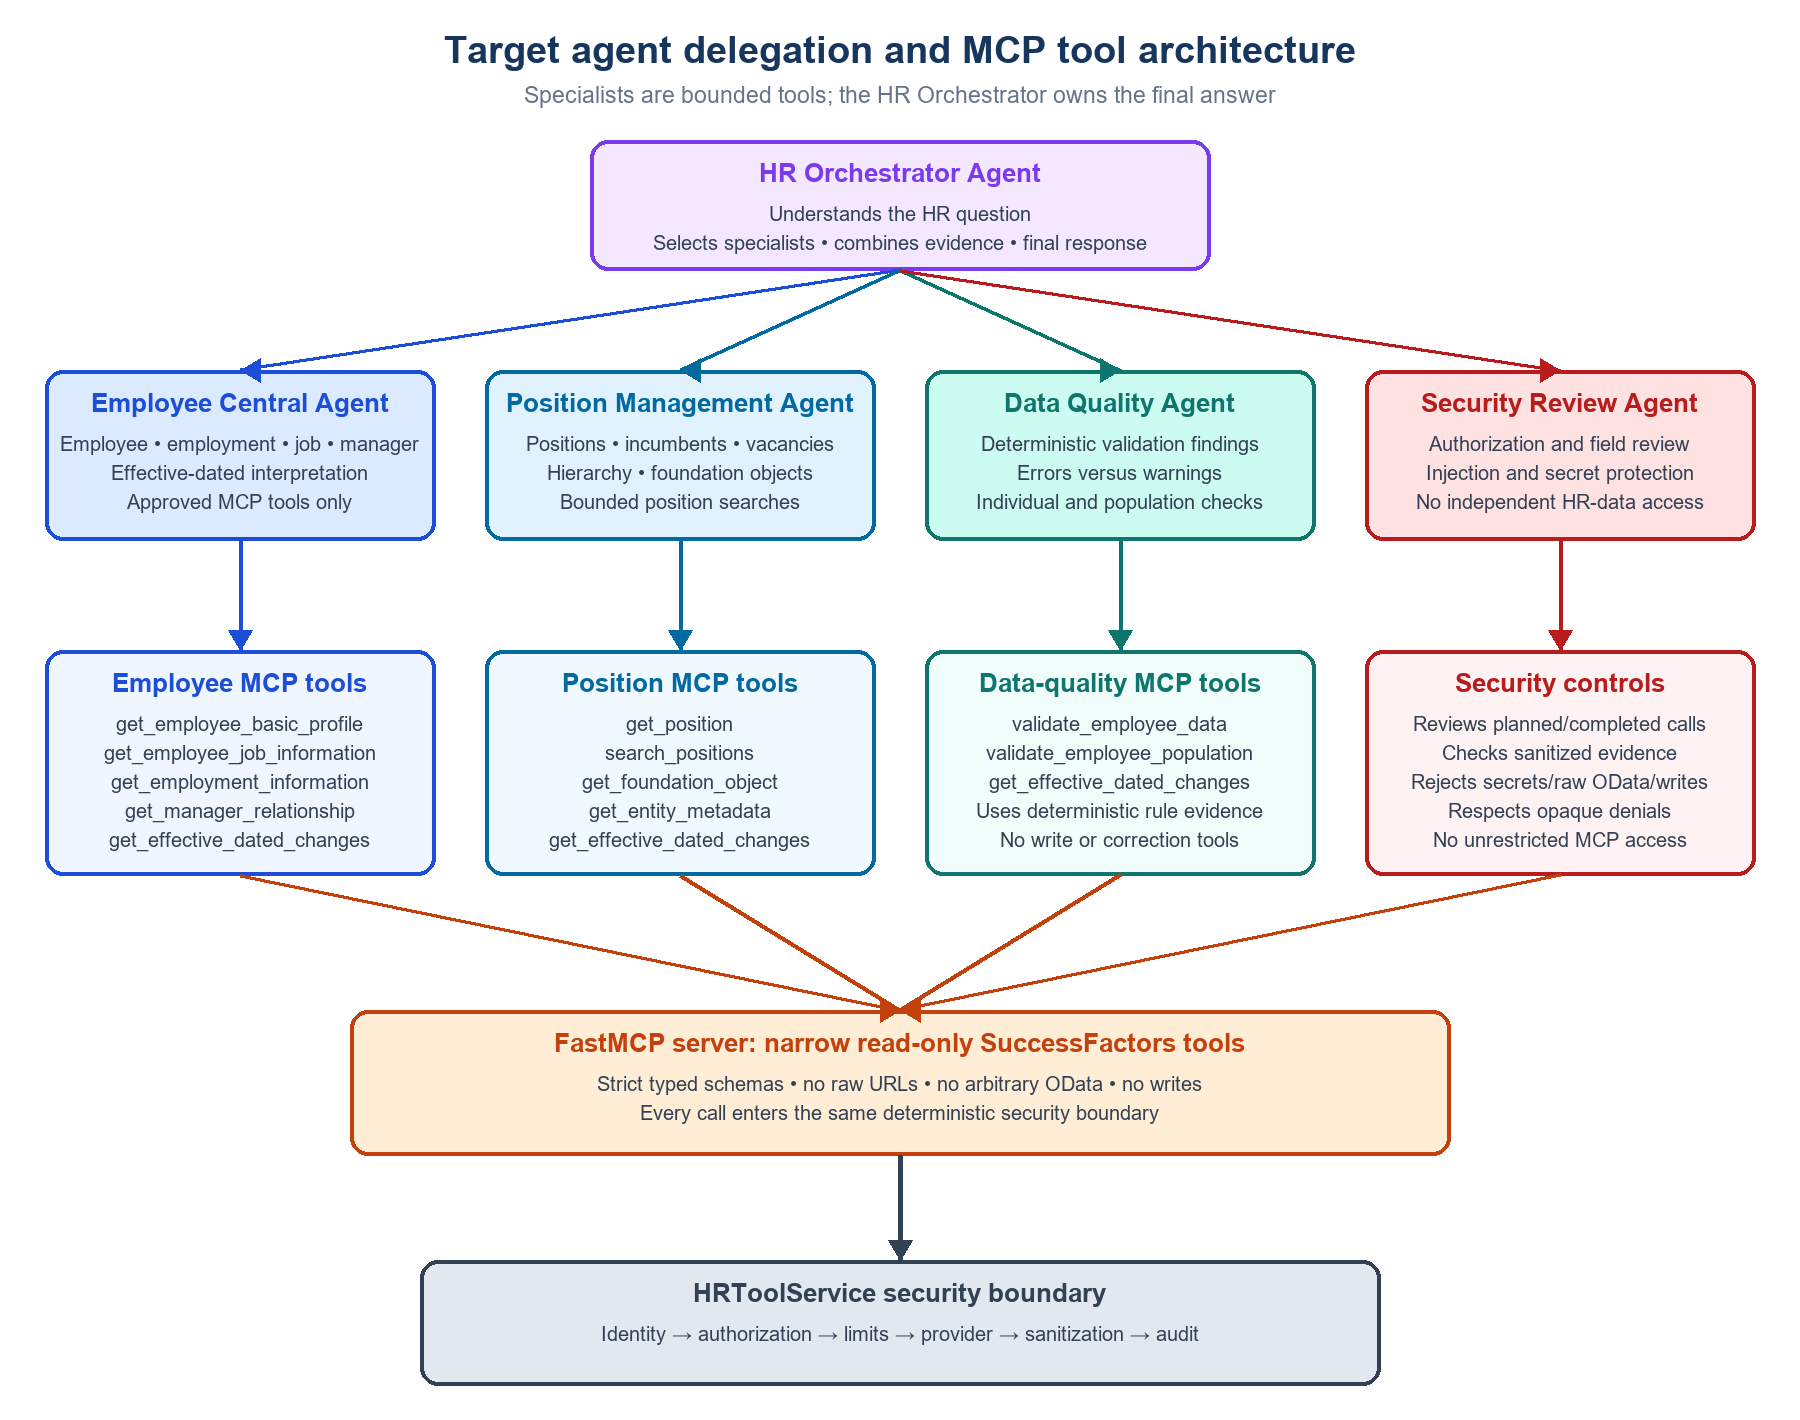 Target agent delegation and MCP tool architecture
Specialists are bounded tools; the HR Orchestrator owns the final answer
HR Orchestrator Agent
Understands the HR question
Selects specialists • combines evidence • final response
Employee Central Agent
Employee • employment • job • manager
Effective-dated interpretation
Approved MCP tools only
Position Management Agent
Positions • incumbents • vacancies
Hierarchy • foundation objects
Bounded position searches
Data Quality Agent
Deterministic validation findings
Errors versus warnings
Individual and population checks
Security Review Agent
Authorization and field review
Injection and secret protection
No independent HR-data access
Employee MCP tools
get_employee_basic_profile
get_employee_job_information
get_employment_information
get_manager_relationship
get_effective_dated_changes
Position MCP tools
get_position
search_positions
get_foundation_object
get_entity_metadata
get_effective_dated_changes
Data-quality MCP tools
validate_employee_data
validate_employee_population
get_effective_dated_changes
Uses deterministic rule evidence
No write or correction tools
Security controls
Reviews planned/completed calls
Checks sanitized evidence
Rejects secrets/raw OData/writes
Respects opaque denials
No unrestricted MCP access
FastMCP server: narrow read-only SuccessFactors tools
Strict typed schemas • no raw URLs • no arbitrary OData • no writes
Every call enters the same deterministic security boundary
HRToolService security boundary
Identity → authorization → limits → provider → sanitization → audit